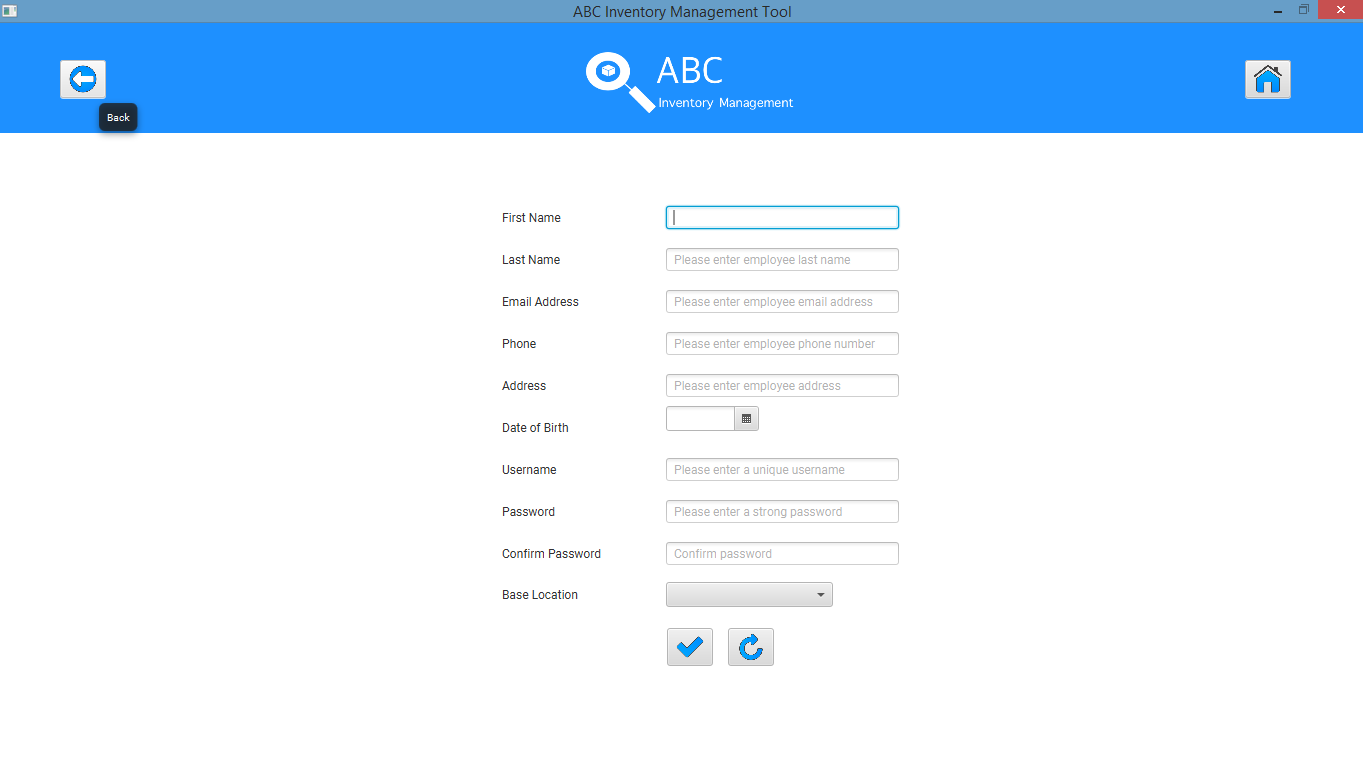 ABC Inventory Management Tool
ABC
Inventory Management
Back
First Name
Last Name
Please enter employee last name
Email Address
Please enter employee email address
Phone
Please enter employee phone number
Address
Please enter employee address
Date of Birth
Username
Please enter a unique username
Password
Please enter a strong password
Confirm Password
Confirm password
Base Location